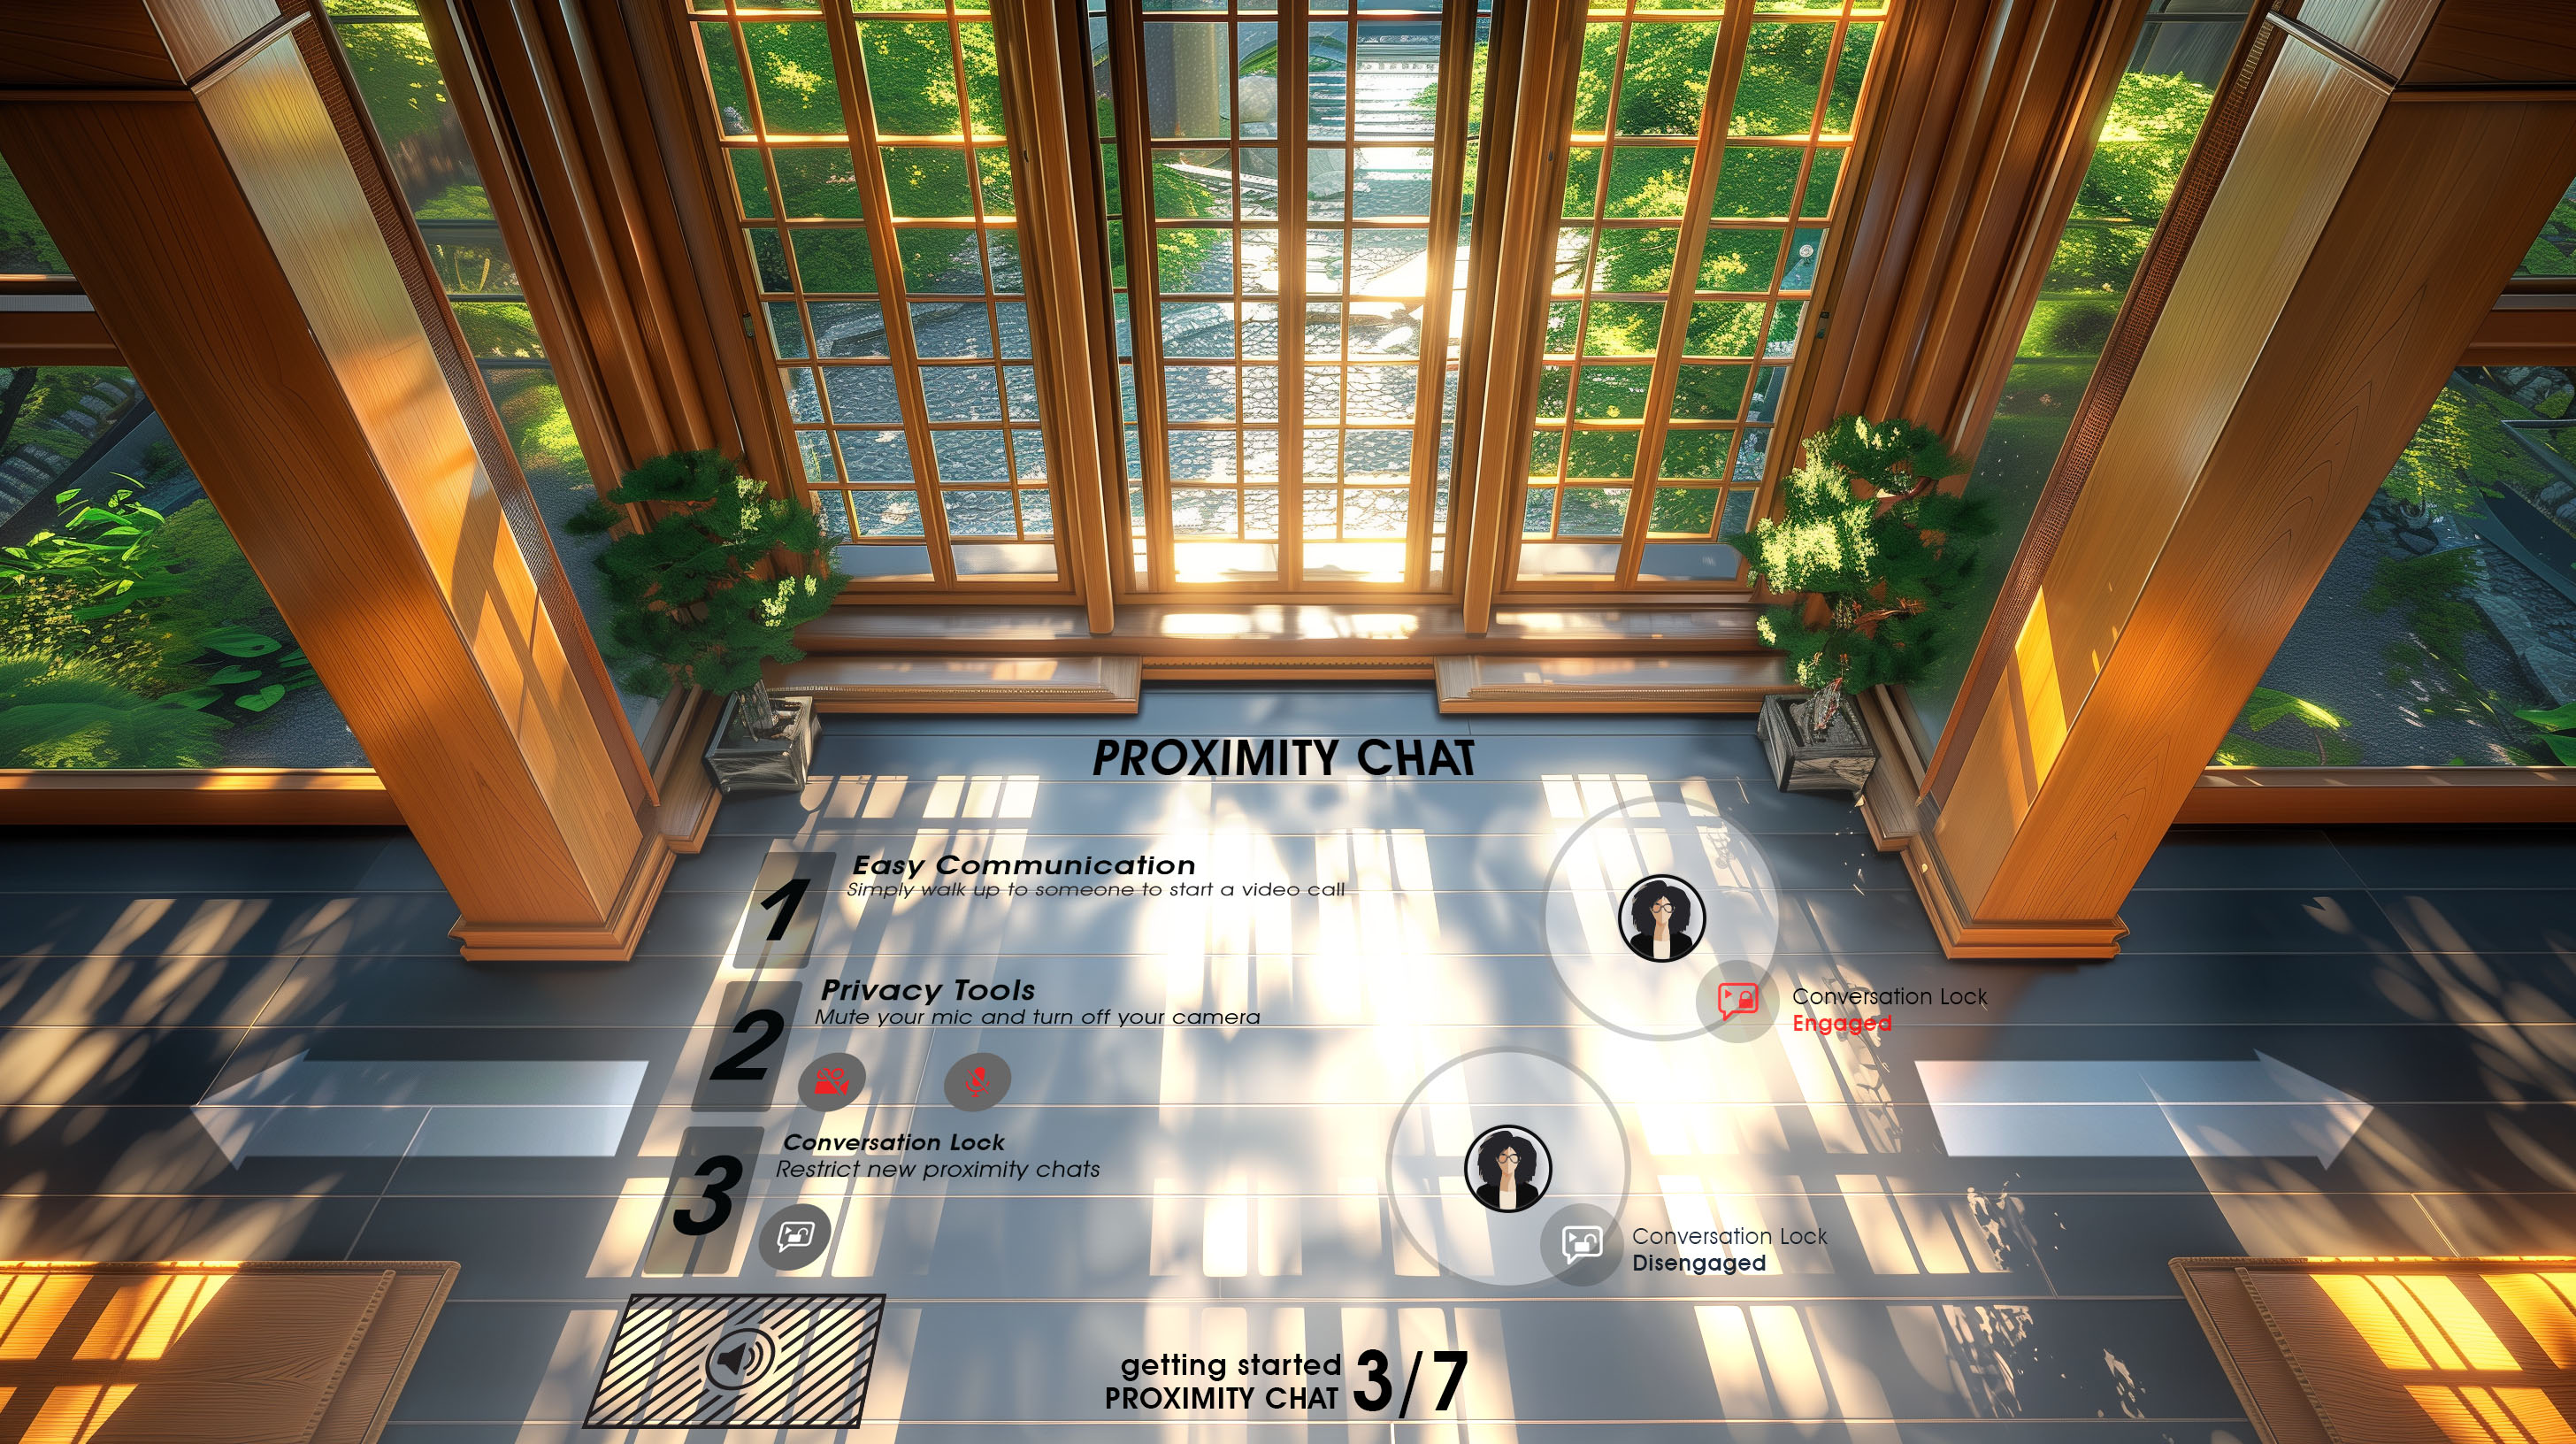 PROXIMITY CHAT
1
Easy Communication
Simply walk up to someone to start a video call
2
Privacy Tools
Mute your mic and turn off your camera
3
Conversation Lock
Restrict new proximity chats
Conversation Lock
Engaged
Conversation Lock
Disengaged
getting started
PROXIMITY CHAT 3/7